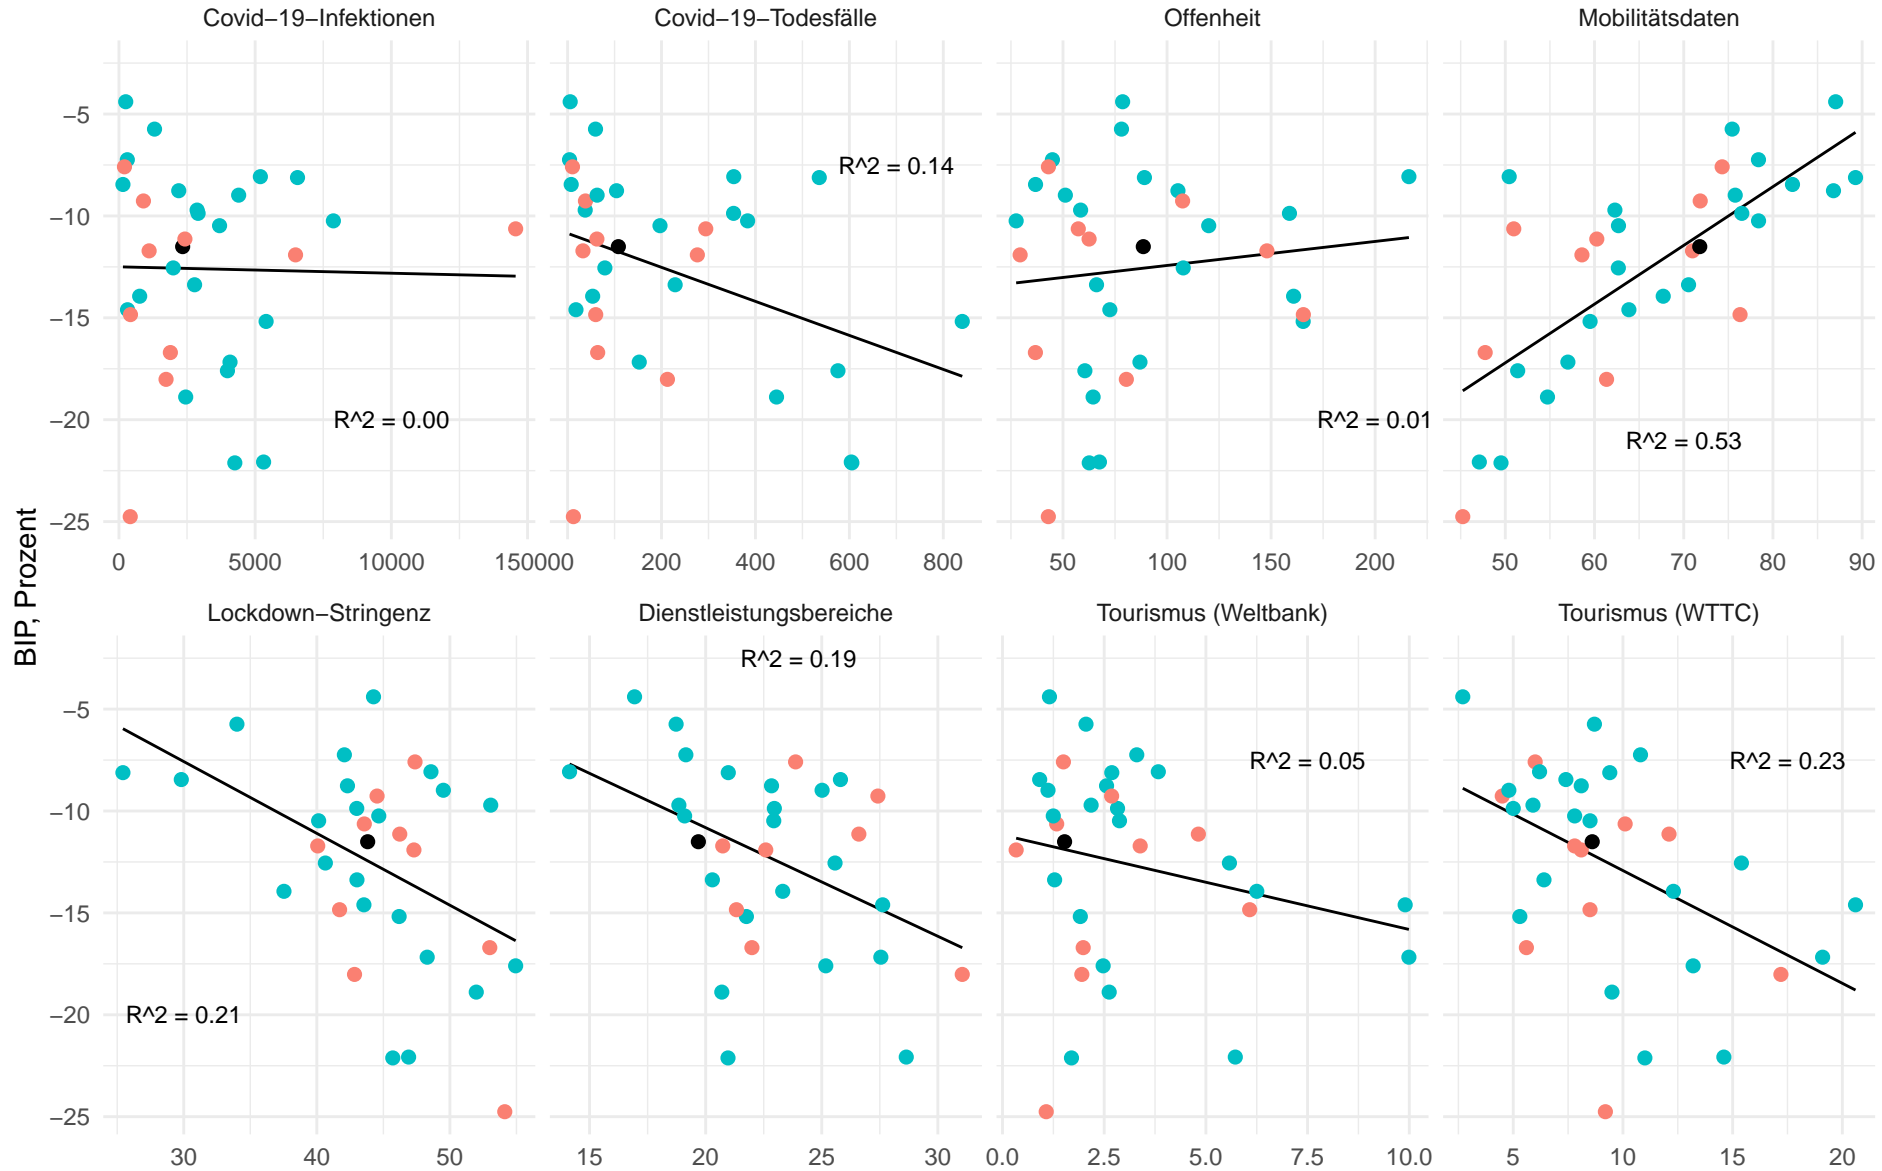 Covid−19−Infektionen
Covid−19−Todesfälle
Offenheit
Mobilitätsdaten
−5
−10
−15
−20
−25
R^2 = 0.00
R^2 = 0.14
R^2 = 0.01
R^2 = 0.53
0 5000 10000 15000
0 200 400 600 800
50 100 150 200
50 60 70 80 90
BIP, Prozent
Lockdown−Stringenz
Dienstleistungsbereiche
Tourismus (Weltbank)
Tourismus (WTTC)
−5
−10
−15
−20
−25
R^2 = 0.21
R^2 = 0.19
R^2 = 0.05
R^2 = 0.23
30 40 50
15 20 25 30
0.0 2.5 5.0 7.5 10.0
5 10 15 20